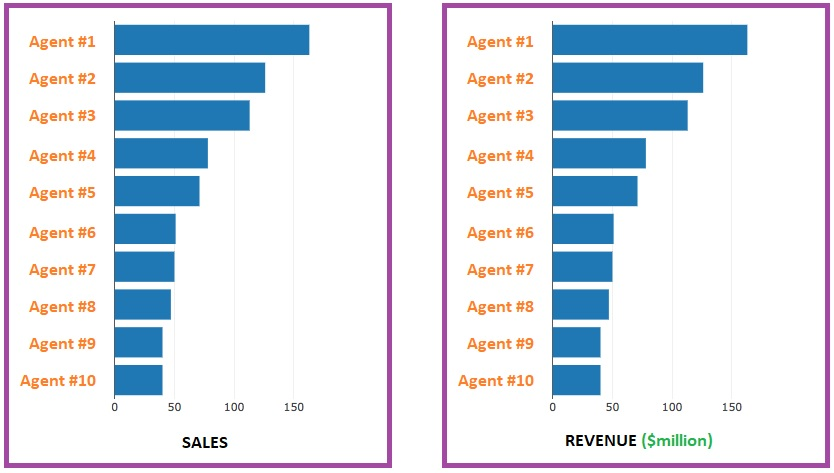 Agent #1
Agent #2
Agent #3
Agent #4
Agent #5
Agent #6
Agent #7
Agent #8
Agent #9
Agent #10
0 50 100 150
SALES
Agent #1
Agent #2
Agent #3
Agent #4
Agent #5
Agent #6
Agent #7
Agent #8
Agent #9
Agent #10
0 50 100 150
REVENUE ($million)